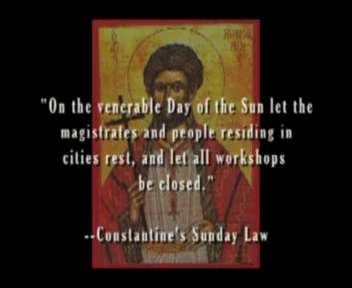 "On the venerable Day of the Sun let the
magistrates and people residing in
cities rest, and let all workshops
be closed."
--Constantine's Sunday Law